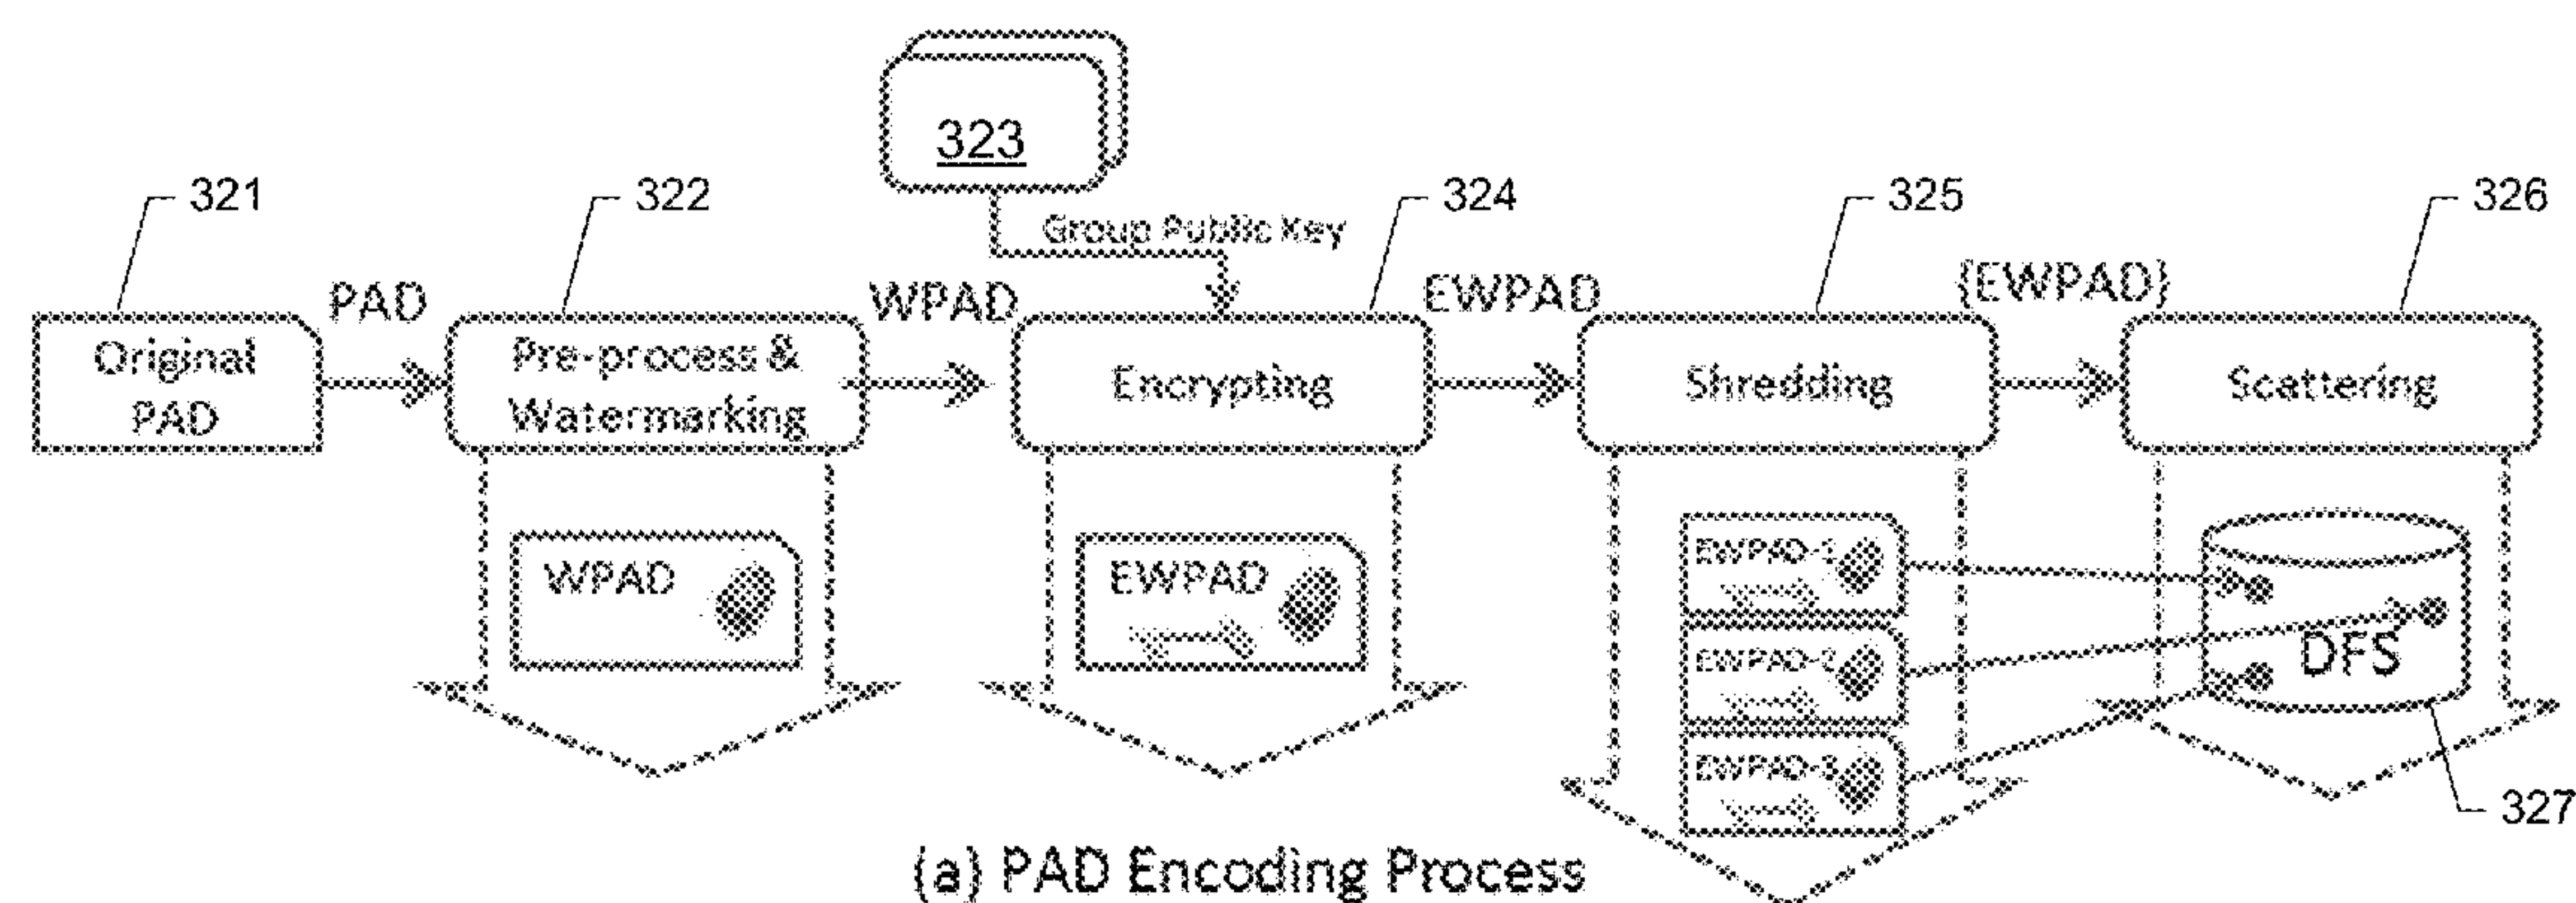 323
321
322
Group Public Key
324
325
326
PAD
WPAD
EWPAD
{EWPAD}
Original
PAD
Pre-process &
Watermarking
Encrypting
Shredding
Scattering
WPAD
EWPAD
EWPAD-1
EWPAD-2
EWPAD-3
DFS
327
(a) PAD Encoding Process